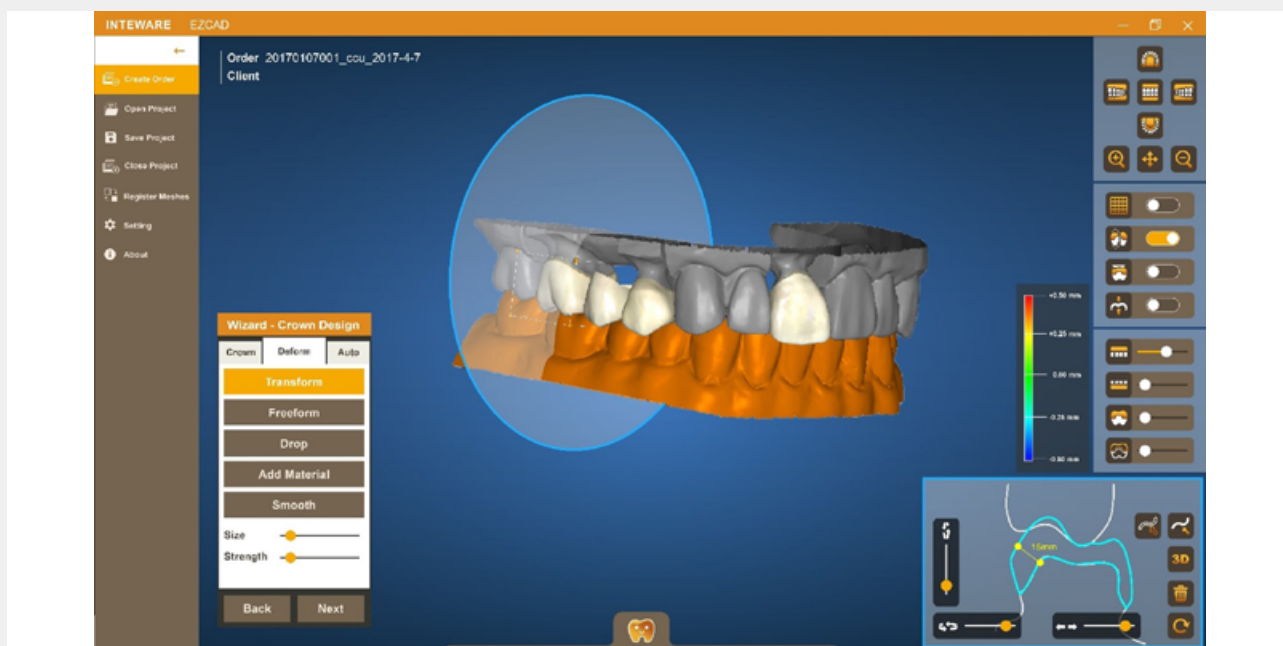 INTEWARE EZCAD
Create Order
Open Project
Save Project
Close Project
Register Meshes
Setting
About
Order 20170107001_ccu_2017-4-7
Client
Wizard - Crown Design
Crown Deform Auto
Transform
Freeform
Drop
Add Material
Smooth
Size
Strength
Back Next
+0.50 mm
+0.25 mm
0.00 mm
-0.25 mm
-0.50 mm
15mm
3D